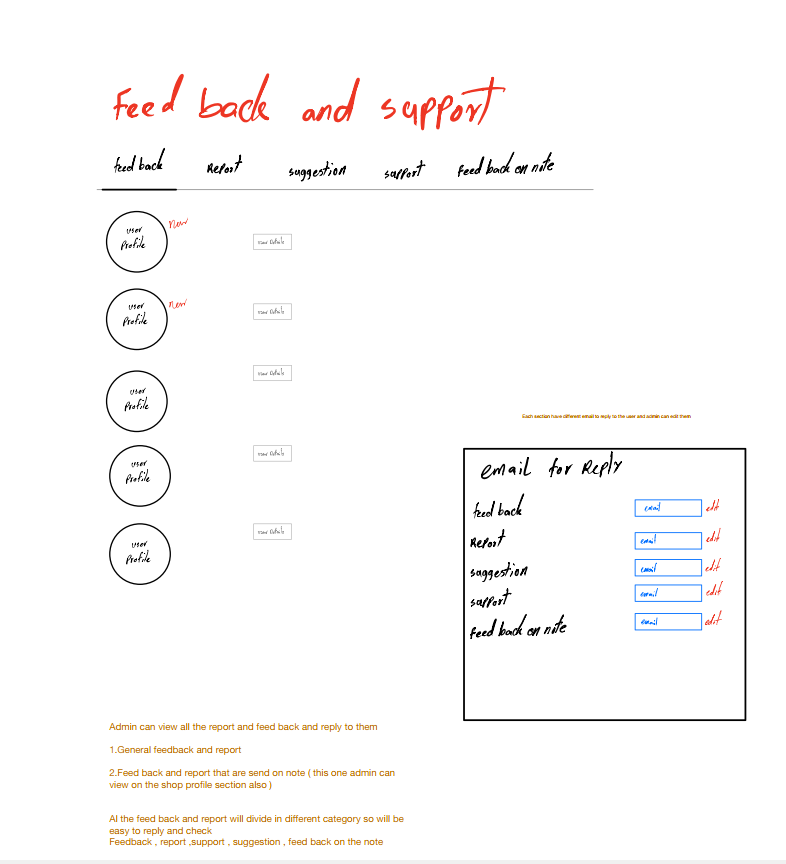 Feed back and support
feed back Report suggestion support Feed back on note
user
Profile
new
view details
user
Profile
new
view details
user
Profile
view details
user
Profile
view details
user
Profile
view details
Each section have different email to reply to the user and admin can edit them
email for Reply
feed back email edit
Report email edit
suggestion email edit
support email edit
Feed back on note email edit
Admin can view all the report and feed back and reply to them
1.General feedback and report
2.Feed back and report that are send on note ( this one admin can
view on the shop profile section also )
Al the feed back and report will divide in different category so will be
easy to reply and check
Feedback , report ,support , suggestion , feed back on the note